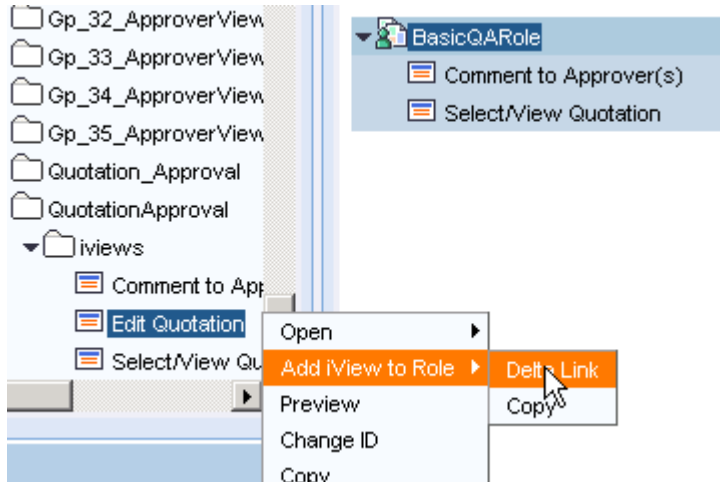 Gp_32_ApproverView
Gp_33_ApproverView
Gp_34_ApproverView
Gp_35_ApproverView
Quotation_Approval
QuotationApproval
iviews
Comment to App
Edit Quotation
Select/View Qu
BasicQARole
Comment to Approver(s)
Select/View Quotation
Open
Add iView to Role
Preview
Change ID
Copy
Delta Link
Copy